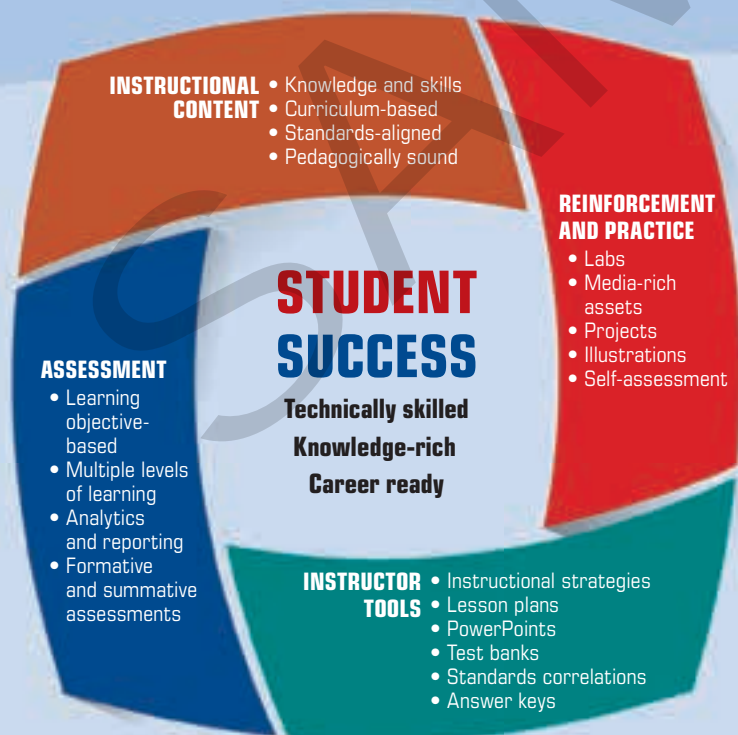 INSTRUCTIONAL CONTENT
• Knowledge and skills
• Curriculum-based
• Standards-aligned
• Pedagogically sound
REINFORCEMENT
AND PRACTICE
• Labs
• Media-rich
assets
• Projects
• Illustrations
• Self-assessment
STUDENT
SUCCESS
Technically skilled
Knowledge-rich
Career ready
ASSESSMENT
• Learning
objective-
based
• Multiple levels
of learning
• Analytics
and reporting
• Formative
and summative
assessments
INSTRUCTOR
TOOLS
• Instructional strategies
• Lesson plans
• PowerPoints
• Test banks
• Standards correlations
• Answer keys